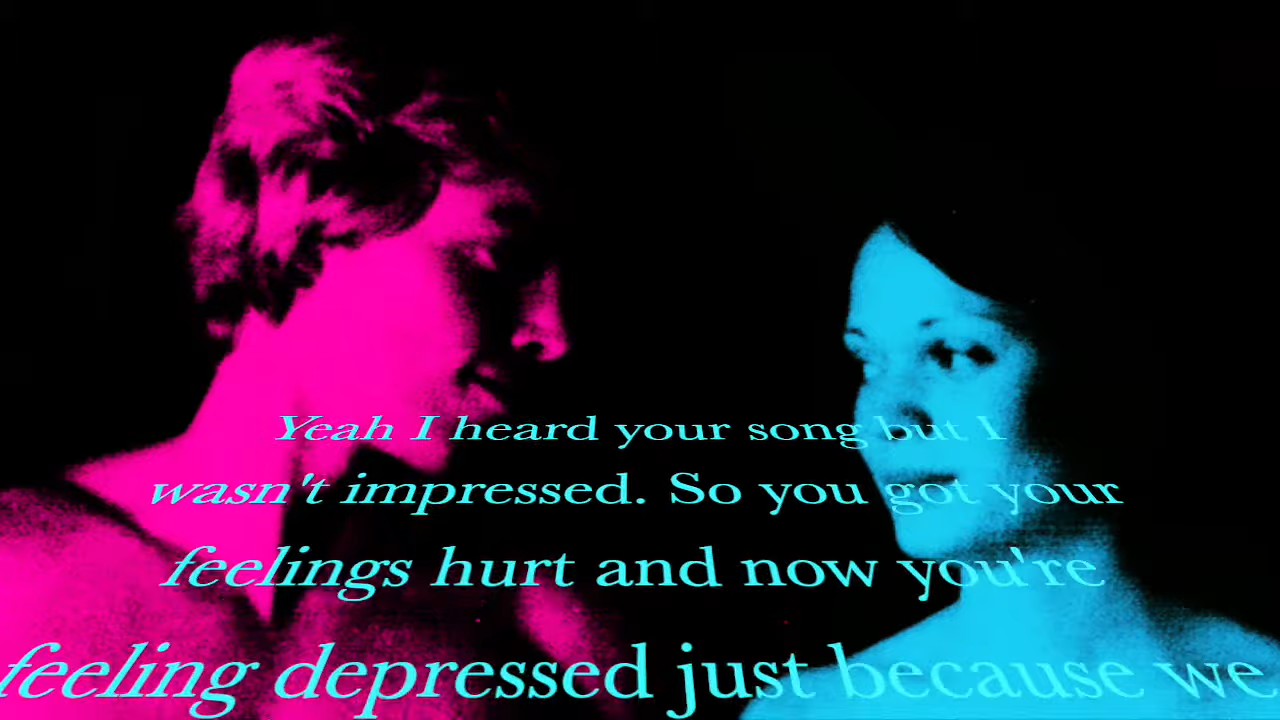 Yeah I heard your song but I
wasn't impressed. So you got your
feelings hurt and now you're
feeling depressed just because we